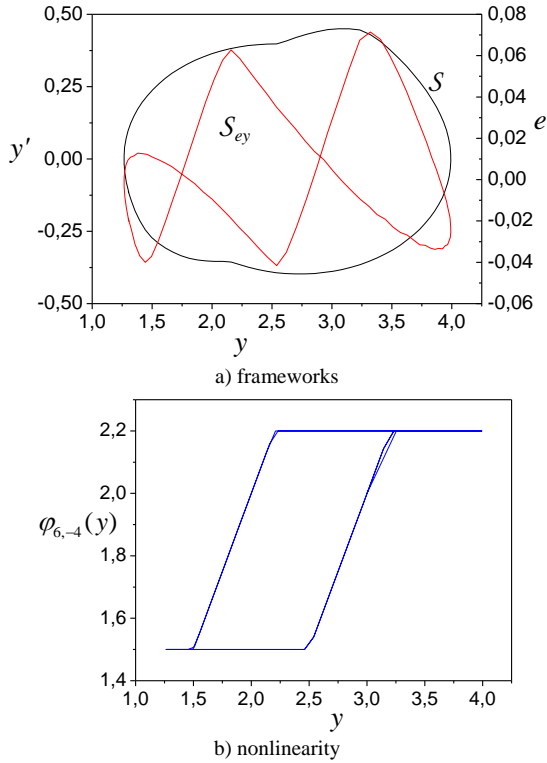 0,50
0,08
0,06
0,25
S
0,04
S_ey
0,02
y′
0,00
e
0,00
-0,02
-0,25
-0,04
-0,50
-0,06
1,0 1,5 2,0 2,5 3,0 3,5 4,0
y
a) frameworks
2,2
2,0
φ_6,−4(y)
1,8
1,6
1,4
1,0 1,5 2,0 2,5 3,0 3,5 4,0
y
b) nonlinearity